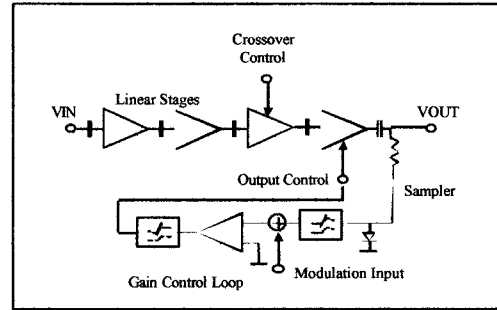 Crossover
Control
VIN
Linear Stages
VOUT
Output Control
Sampler
Gain Control Loop
Modulation Input